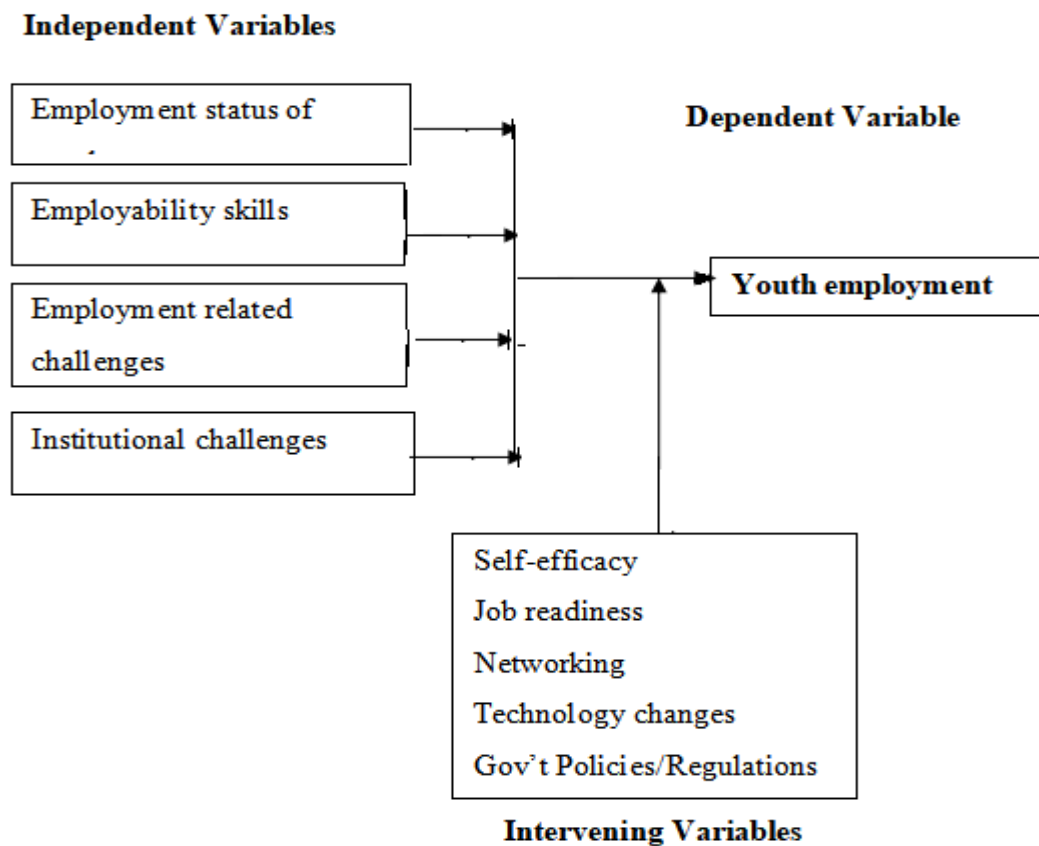 Independent Variables
Employment status of
Dependent Variable
Employability skills
Youth employment
Employment related
challenges
Institutional challenges
Self-efficacy
Job readiness
Networking
Technology changes
Gov’t Policies/Regulations
Intervening Variables